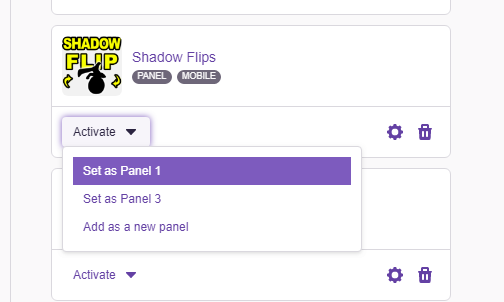 SHADOW
FLIP
Shadow Flips
PANEL MOBILE
Activate
Set as Panel 1
Set as Panel 3
Add as a new panel
Activate